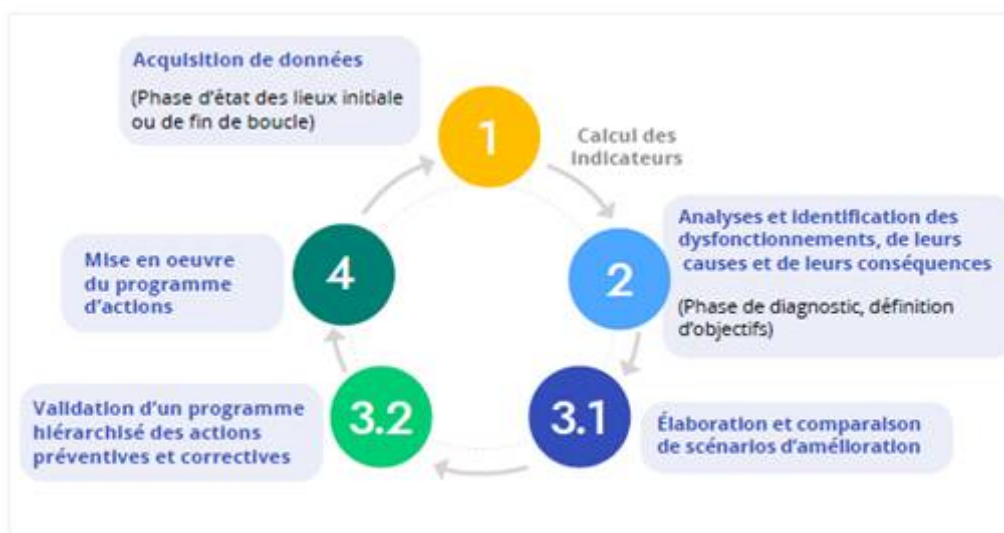 Acquisition de données
(Phase d'état des lieux initiale
ou de fin de boucle)
1
Calcul des
indicateurs
Analyses et identification des
dysfonctionnements, de leurs
causes et de leurs conséquences
(Phase de diagnostic, définition
d'objectifs)
2
3.1
Élaboration et comparaison
de scénarios d'amélioration
3.2
Validation d'un programme
hiérarchisé des actions
préventives et correctives
4
Mise en oeuvre
du programme
d'actions